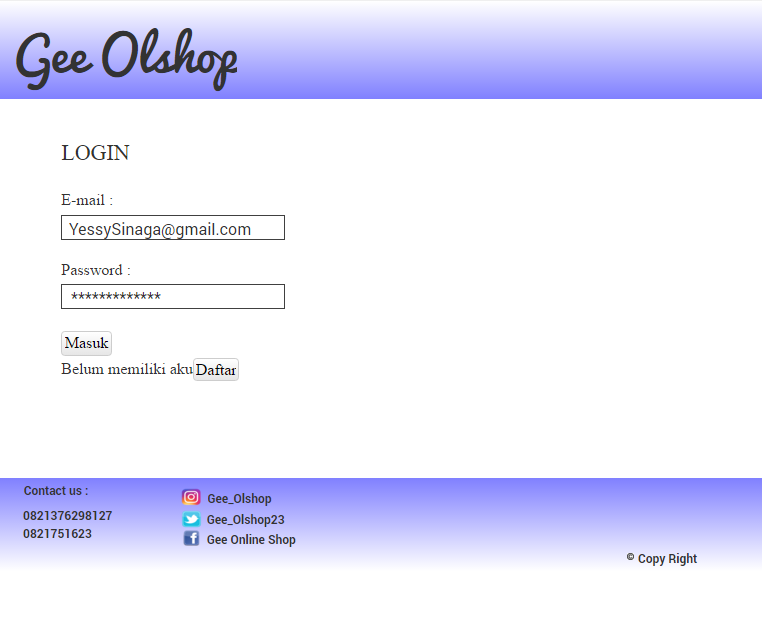 Gee Olshop
LOGIN
E-mail :
YessySinaga@gmail.com
Password :
*************
Masuk
Belum memiliki aku Daftar
Contact us :
0821376298127
0821751623
Gee_Olshop
Gee_Olshop23
Gee Online Shop
© Copy Right